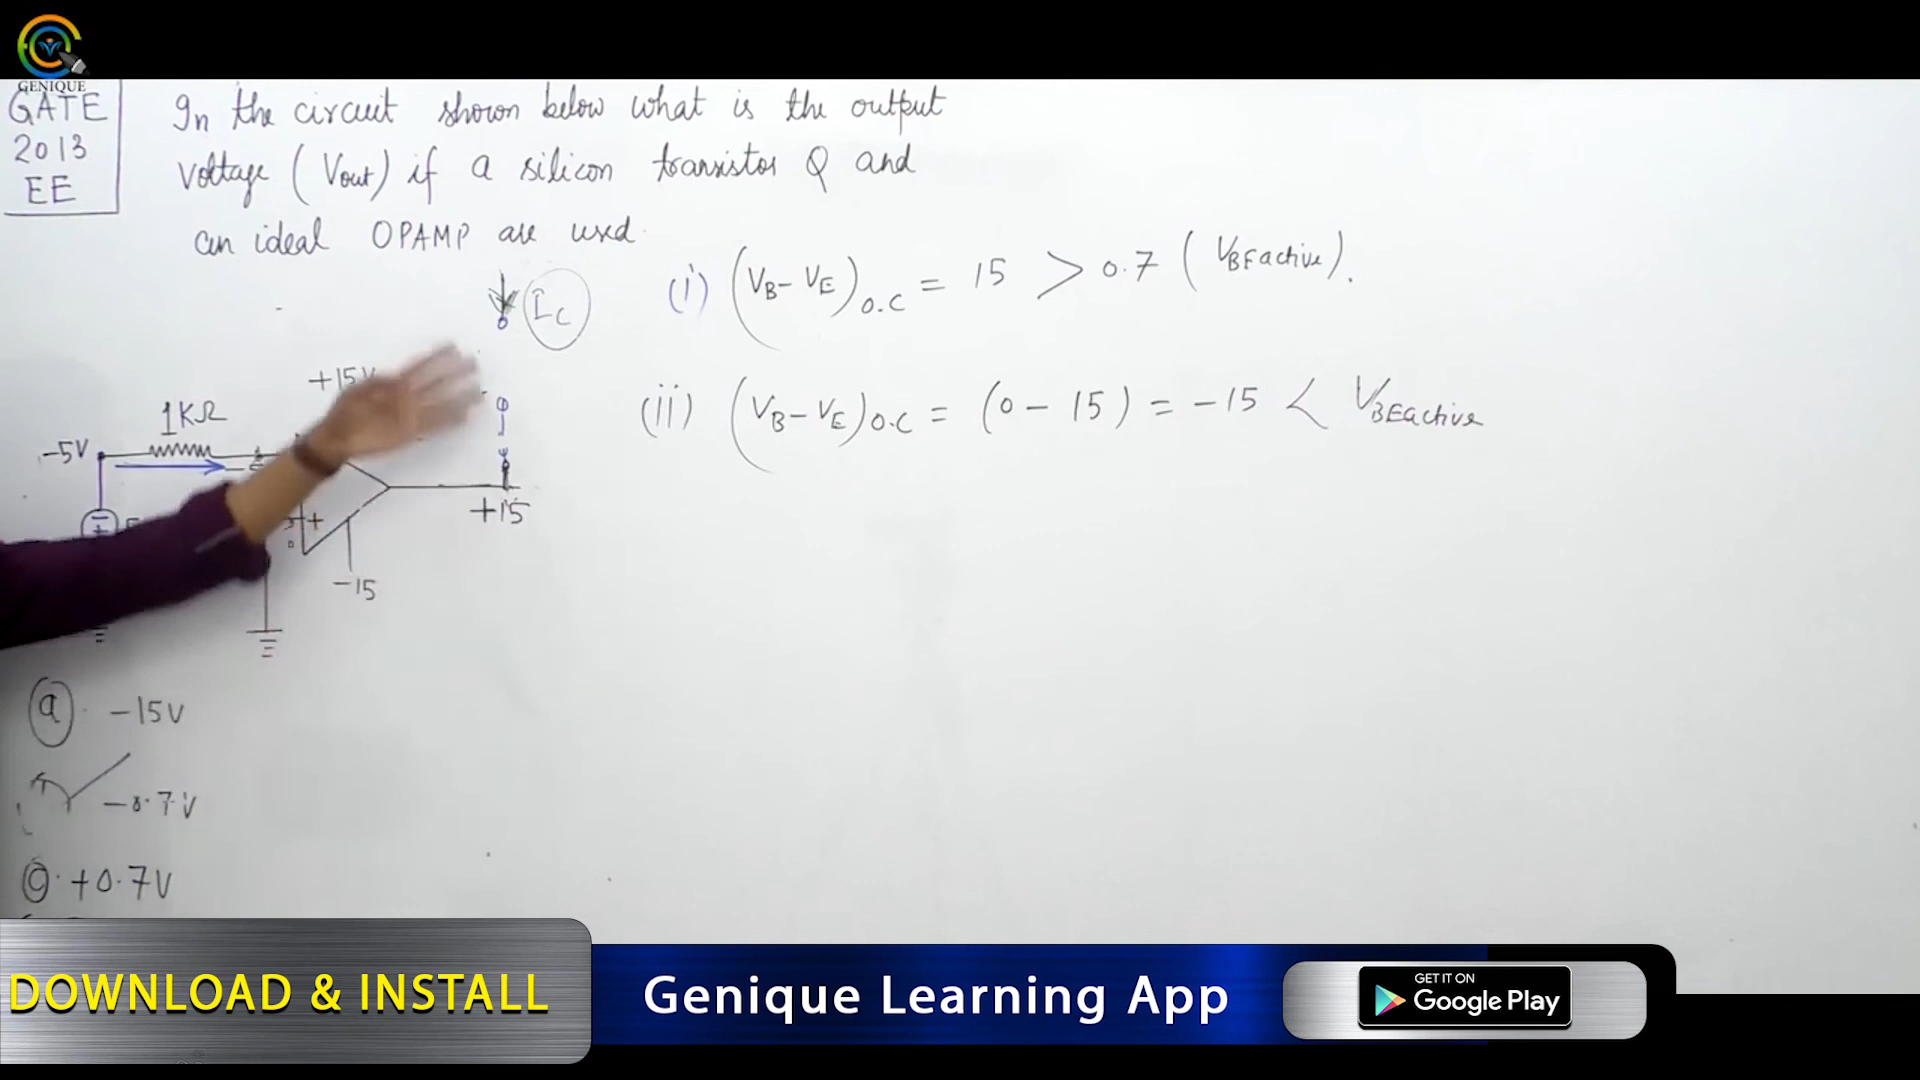 GENIQUE
GATE
2013
EE
In the circuit shown below what is the output
voltage (Vout) if a silicon transistor Q and
an ideal OPAMP are used.
IC
(i) (VB - VE)O.C = 15 > 0.7 (VBEactive).
+15V
(ii) (VB - VE)O.C = (0 - 15) = -15 < VBEactive
1KΩ
-5V
-
+
+15
-15
a -15V
-0.7V
C +0.7V
DOWNLOAD & INSTALL
Genique Learning App
GET IT ON
Google Play